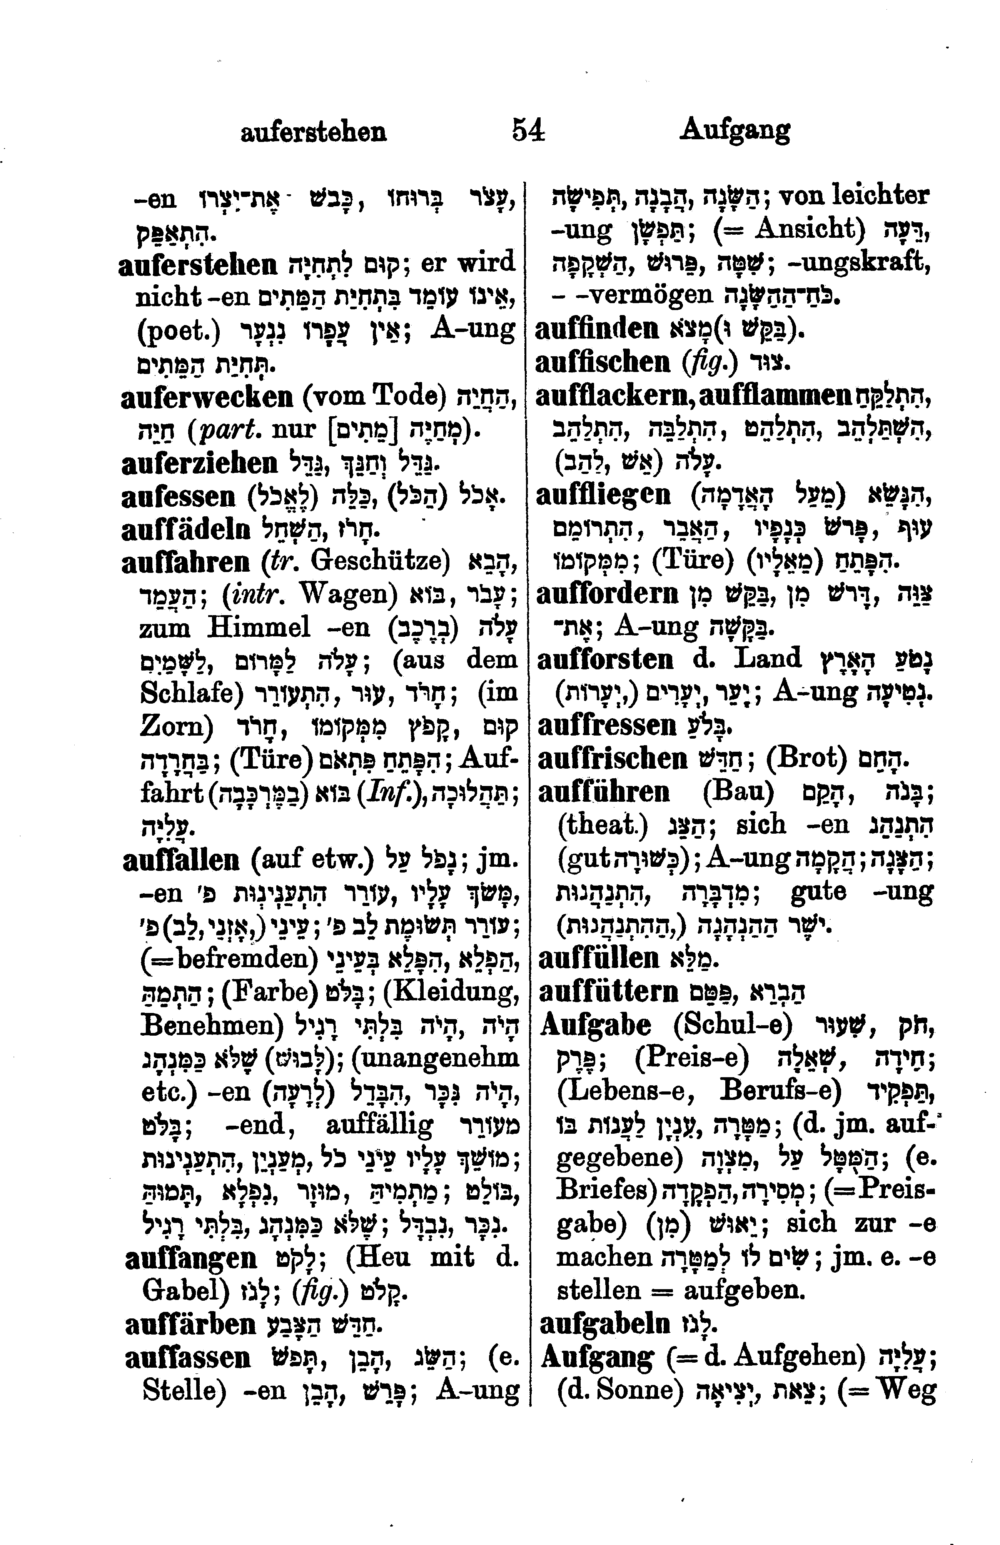 auferstehen 54 Aufgang
-en עָצֹר בְּרוּחוֹ, כָּבשׁ אֶת־יִצְרוֹ,
הִתְאַפֵּק.
auferstehen קוּם לִתְחִיָּה; er wird
nicht -en אֵינוֹ עוֹמֵד בִּתְחִיַּת הַמֵּתִים,
(poet.) אֵין עֲפָרוֹ נִנְעָר; A-ung
תְּחִיַּת הַמֵּתִים.
auferwecken (vom Tode) הַחֲיֵה,
חַיֵּה (part. nur [מֵתִים] מְחַיֶּה).
auferziehen גַּדֵּל וְחַנֵּךְ, גַּדֵּל.
aufessen אָכֹל (הַכֹּל), כַּלֵּה (לֶאֱכֹל).
auffädeln חָרֹז, הַשְׁחֵל.
auffahren (tr. Geschütze) הָבֵא,
הַעֲמֵד; (intr. Wagen) עָבֹר, בּוֹא;
zum Himmel -en עָלֹה (בְּרֶכֶב)
לַשָּׁמַיִם, עָלֹה לַמָּרוֹם; (aus dem
Schlafe) חָרֹד, עוּר, הִתְעוֹרֵר; (im
Zorn) קוּם, קָפֹץ מִמְּקוֹמוֹ, חָרֹד
בַּחֲרָדָה; (Türe) הִפָּתֵחַ פִּתְאֹם; Auf-
fahrt תַּהֲלוּכָה, (Inf.) בּוֹא (בְּמֶרְכָּבָה);
עֲלִיָּה.
auffallen (auf etw.) נָפֹל עַל; jm.
-en מָשֹׁךְ עָלָיו, עוֹרֵר הִתְעַנְיְנוּת פ',
עוֹרֵר תְּשׂוּמֶת לֵב פ'; עֵינֵי (אָזְנֵי, לֵב) פ';
(=befremden) הִפָּלֵא, הִפָּלֵא בְּעֵינֵי,
הַתְמַהּ; (Farbe) בָּלֹט; (Kleidung,
Benehmen) הָיֹה, הָיֹה בִּלְתִּי רָגִיל
שֶׁלֹּא כַּמִּנְהָג (לְבוּשׁ); (unangenehm
etc.) -en הָיֹה נִכָּר, הִבָּדֵל (לְרָעָה),
בָּלֹט; -end, auffällig מְעוֹרֵר
הִתְעַנְיְנוּת, מְעַנְיֵן, מוֹשֵׁךְ עָלָיו עֵינֵי כֹל;
בּוֹלֵט; מַתְמִיהַּ, מוּזָר, נִפְלָא, תָּמוּהַּ,
נִכָּר, נִבְדָּל; שֶׁלֹּא כַּמִּנְהָג, בִּלְתִּי רָגִיל.
auffangen לָקֹט; (Heu mit d.
Gabel) לָגֹז; (fig.) קָלֹט.
auffärben חַדֵּשׁ הַצֶּבַע.
auffassen תָּפֹשׂ, הָבֵן, הַשֵּׂג; (e.
Stelle) -en פָּרֵשׁ, הָבֵן; A-ung
הַשָּׂגָה, הֲבָנָה, תְּפִישָׂה; von leichter
-ung תַּפְשָׂן; (= Ansicht) דֵּעָה,
שִׁטָּה, פֵּרוּשׁ, הַשְׁקָפָה; -ungskraft,
- -vermögen כֹּחַ־הַהַשָּׂגָה.
auffinden (בַּקֵּשׁ וּ)מָצֹא.
auffischen (fig.) צוּד.
aufflackern, aufflammen הִתְלַקֵּחַ,
הִשְׁתַּלְהֵב, הִתְלַהֵט, הִתְלַבֵּה, הִתְלַהֵב,
עָלֹה (אֵשׁ, לַהַב).
auffliegen הִנָּשֵׂא (מֵעַל הָאֲדָמָה),
עוּף, פָּרֹשׂ כְּנָפָיו, הַאֲבֵר, הִתְרוֹמֵם
מִמְּקוֹמוֹ; (Türe) הִפָּתֵחַ (מֵאֵלָיו).
auffordern צַוֵּה, דָּרֹשׁ מִן, בַּקֵּשׁ מִן
אֶת־; A-ung בַּקָּשָׁה.
aufforsten d. Land נָטֹעַ הָאָרֶץ
יַעַר, יְעָרִים (, יְעָרוֹת); A-ung נְטִיעָה.
auffressen בָּלֹעַ.
auffrischen חַדֵּשׁ; (Brot) הָחֵם.
aufführen (Bau) בָּנֹה, הָקֵם;
(theat.) הַצֵּג; sich -en הִתְנַהֵג
(gut כַּשּׁוּרָה); A-ung הֲקָמָה; הַצָּגָה;
הִתְנַהֲגוּת, מִדְבָּרָה; gute -ung
יֹשֶׁר הַהַנְהָגָה (, הַהִתְנַהֲגוּת).
auffüllen מַלֵּא.
auffüttern הַבְרֵא, פַּטֵּם
Aufgabe (Schul-e) שִׁעוּר, חֹק,
פֶּרֶק; (Preis-e) שְׁאֵלָה, חִידָה;
(Lebens-e, Berufs-e) תַּפְקִיד,
מַטָּרָה, עִנְיָן לַעֲנוֹת בּוֹ; (d. jm. auf-
gegebene) מִצְוָה, הַמֻּטָּל עַל; (e.
Briefes) מְסִירָה, הַפְקָדָה; (=Preis-
gabe) יֵאוּשׁ (מִן); sich zur -e
machen שִׂים לוֹ לְמַטָּרָה; jm. e. -e
stellen = aufgeben.
aufgabeln לָגֹז.
Aufgang (= d. Aufgehen) עֲלִיָּה;
(d. Sonne) צֵאת, יְצִיאָה; (= Weg